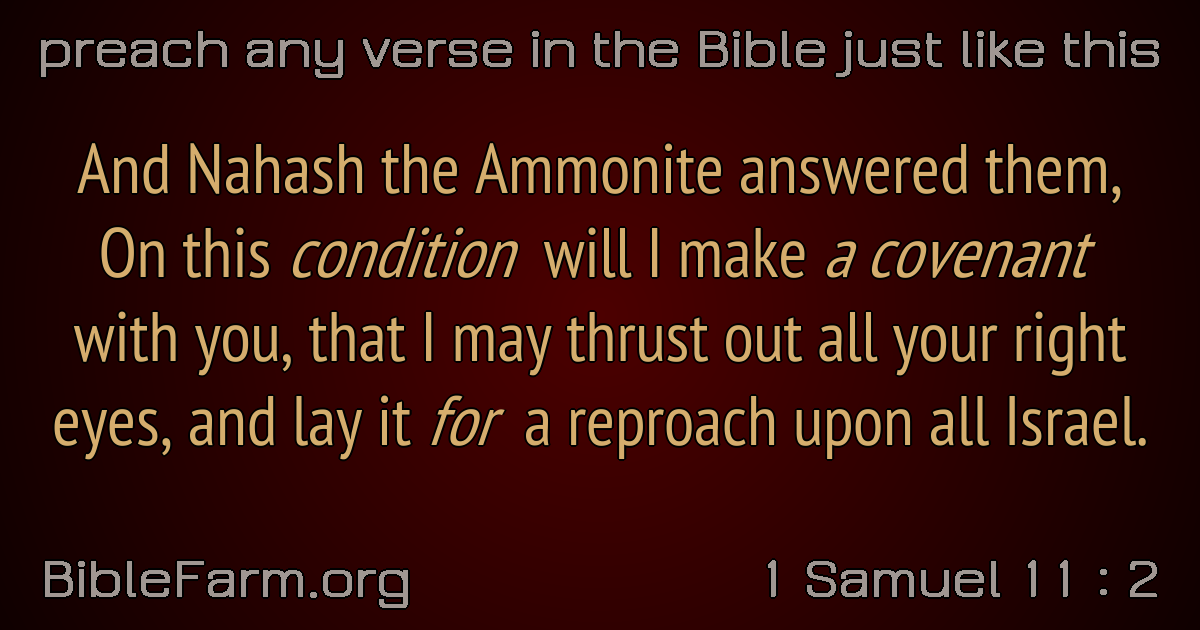 preach any verse in the Bible just like this
And Nahash the Ammonite answered them,
On this condition will I make a covenant
with you, that I may thrust out all your right
eyes, and lay it for a reproach upon all Israel.
BibleFarm.org
1 Samuel 11 : 2